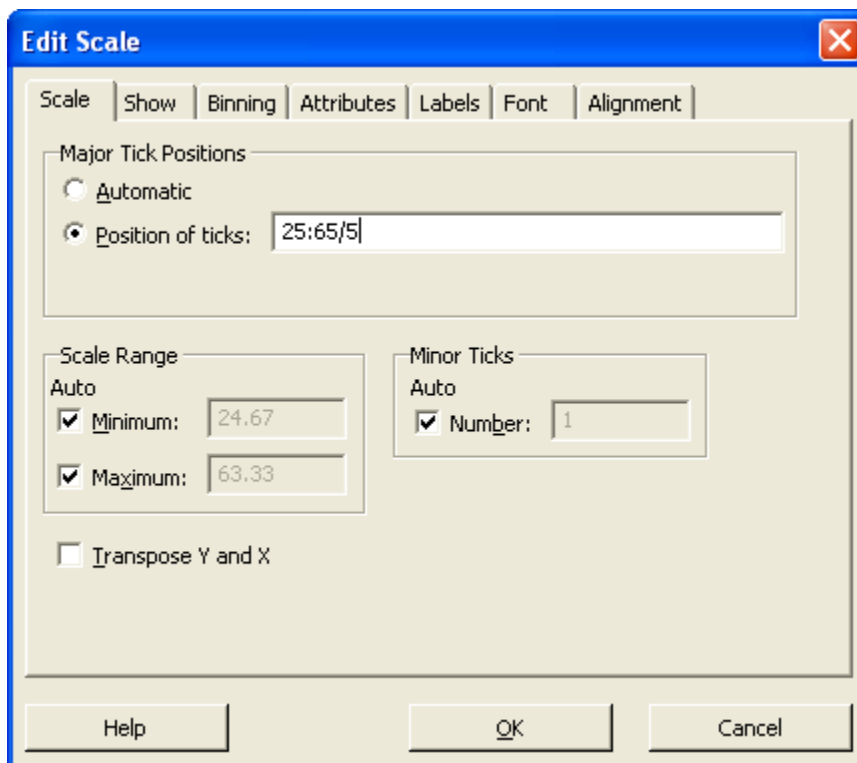 Edit Scale
Scale Show Binning Attributes Labels Font Alignment
Major Tick Positions
Automatic
Position of ticks: 25:65/5
Scale Range
Auto
Minimum: 24.67
Maximum: 63.33
Minor Ticks
Auto
Number: 1
Transpose Y and X
Help OK Cancel